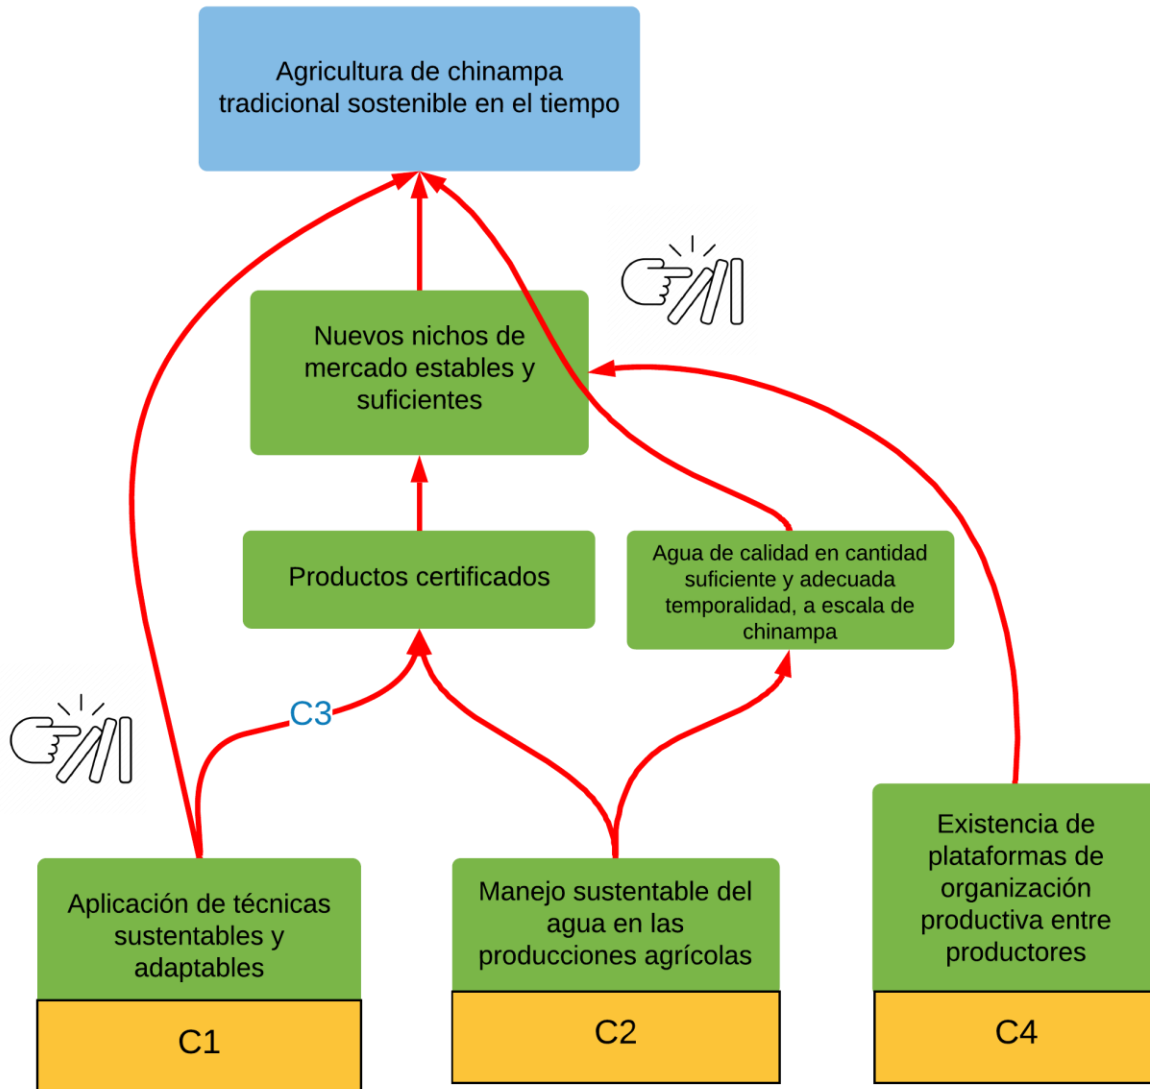 Agricultura de chinampa
tradicional sostenible en el tiempo
Nuevos nichos de
mercado estables y
suficientes
Productos certificados
Agua de calidad en cantidad
suficiente y adecuada
temporalidad, a escala de
chinampa
C3
Aplicación de técnicas
sustentables y
adaptables
C1
Manejo sustentable del
agua en las
producciones agrícolas
C2
Existencia de
plataformas de
organización
productiva entre
productores
C4